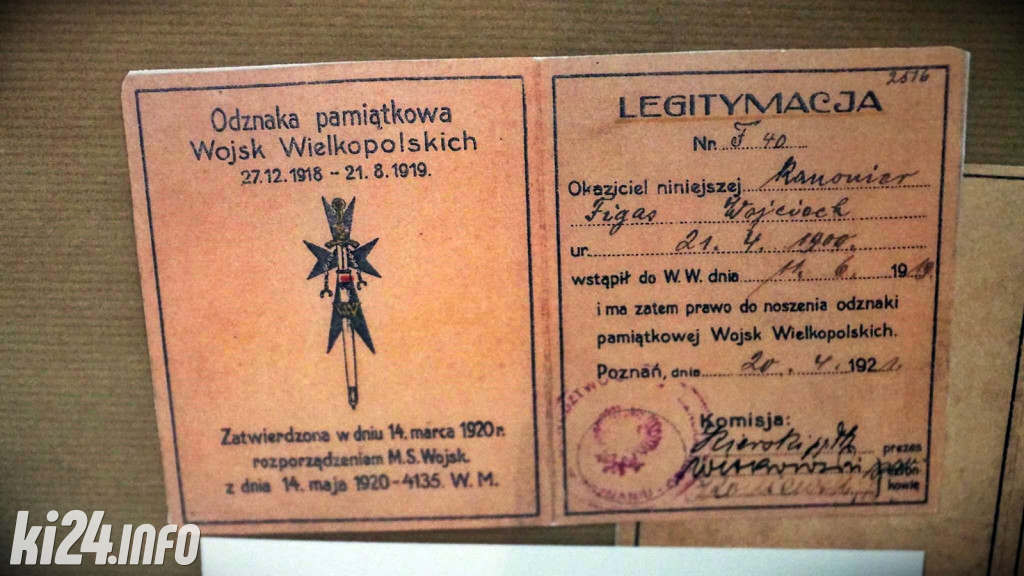 Odznaka pamiątkowa
Wojsk Wielkopolskich
27.12.1918 - 21.8.1919.
Zatwierdzona w dniu 14. marca 1920 r.
rozporządzeniem M.S. Wojsk.
z dnia 14. maja 1920-4135. W. M.
2516
LEGITYMACJA
Nr. F 40
Okaziciel niniejszej Kanonier
Figas Wojciech
ur. 21. 4. 1900.
wstąpił do W.W. dnia 11. 6. 1919
i ma zatem prawo do noszenia odznaki
pamiątkowej Wojsk Wielkopolskich.
Poznań, dnia 20. 4. 1921.
Komisja:
prezes
kowie
POZNANIU
ki24.info